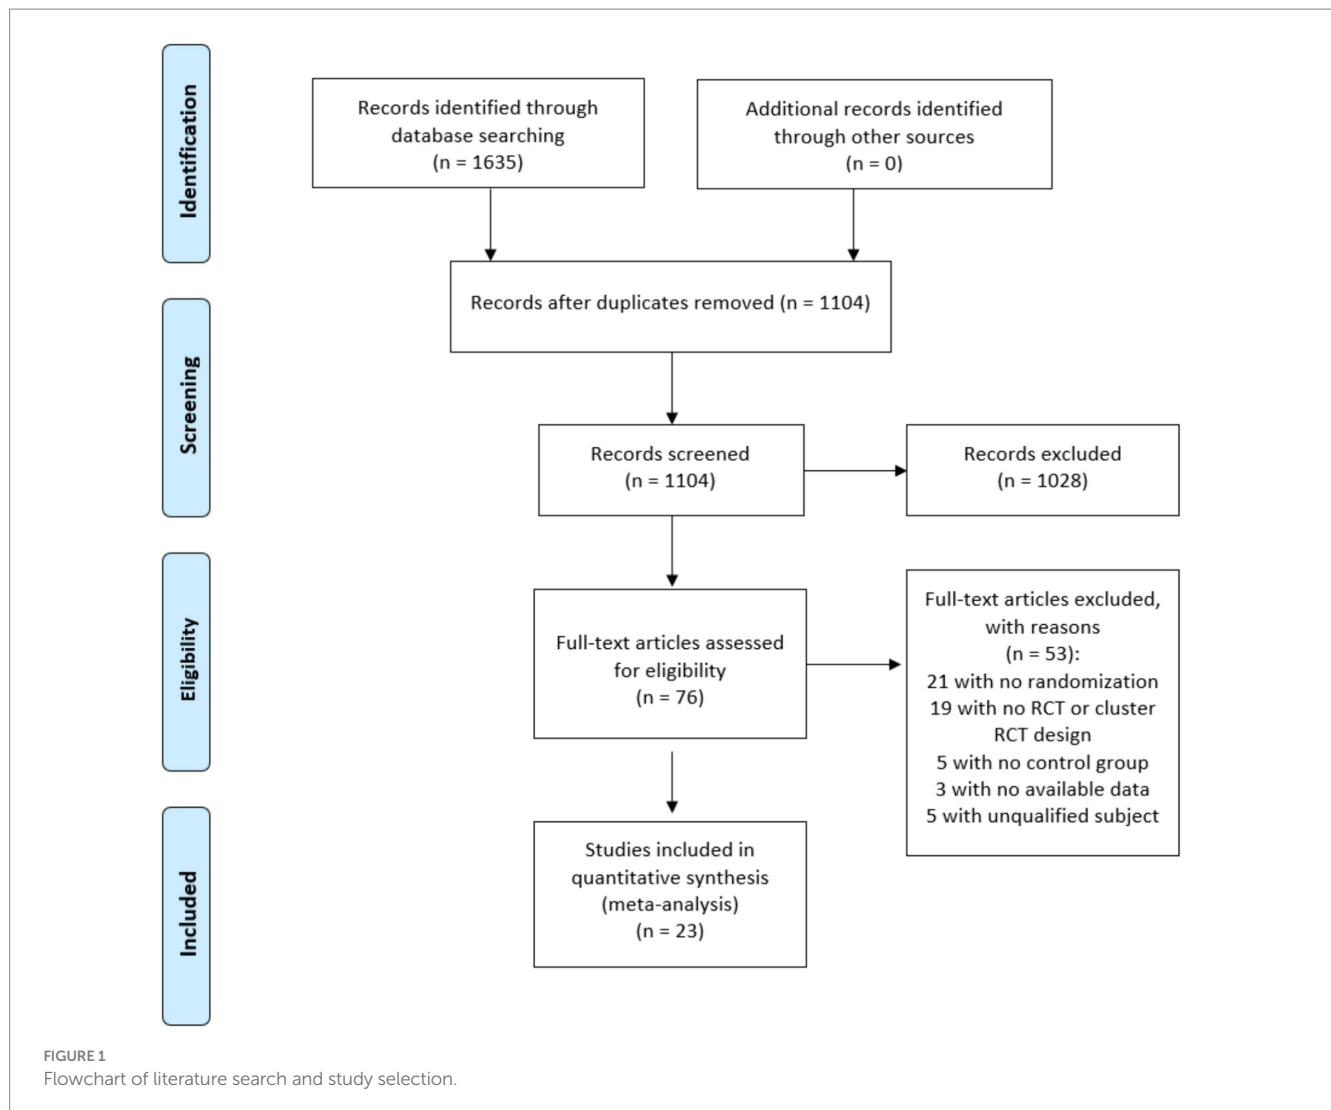 Identification
Records identified through
database searching
(n = 1635)
Additional records identified
through other sources
(n = 0)
Records after duplicates removed (n = 1104)
Screening
Records screened
(n = 1104)
Records excluded
(n = 1028)
Eligibility
Full-text articles assessed
for eligibility
(n = 76)
Full-text articles excluded,
with reasons
(n = 53):
21 with no randomization
19 with no RCT or cluster
RCT design
5 with no control group
3 with no available data
5 with unqualified subject
Included
Studies included in
quantitative synthesis
(meta-analysis)
(n = 23)
FIGURE 1
Flowchart of literature search and study selection.